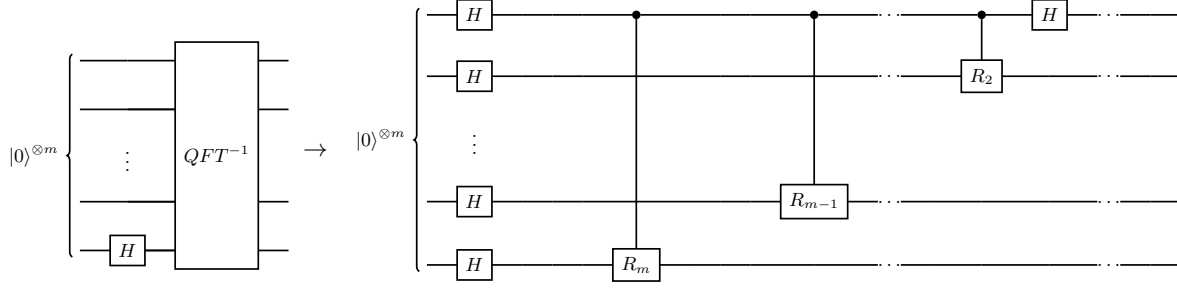 H H · · · H · · ·
H · · · R_2 · · ·
|0⟩^{⊗m} ⋮ QFT^{-1} → |0⟩^{⊗m} ⋮
H R_{m-1} · · · · · ·
H H R_m · · · · · ·